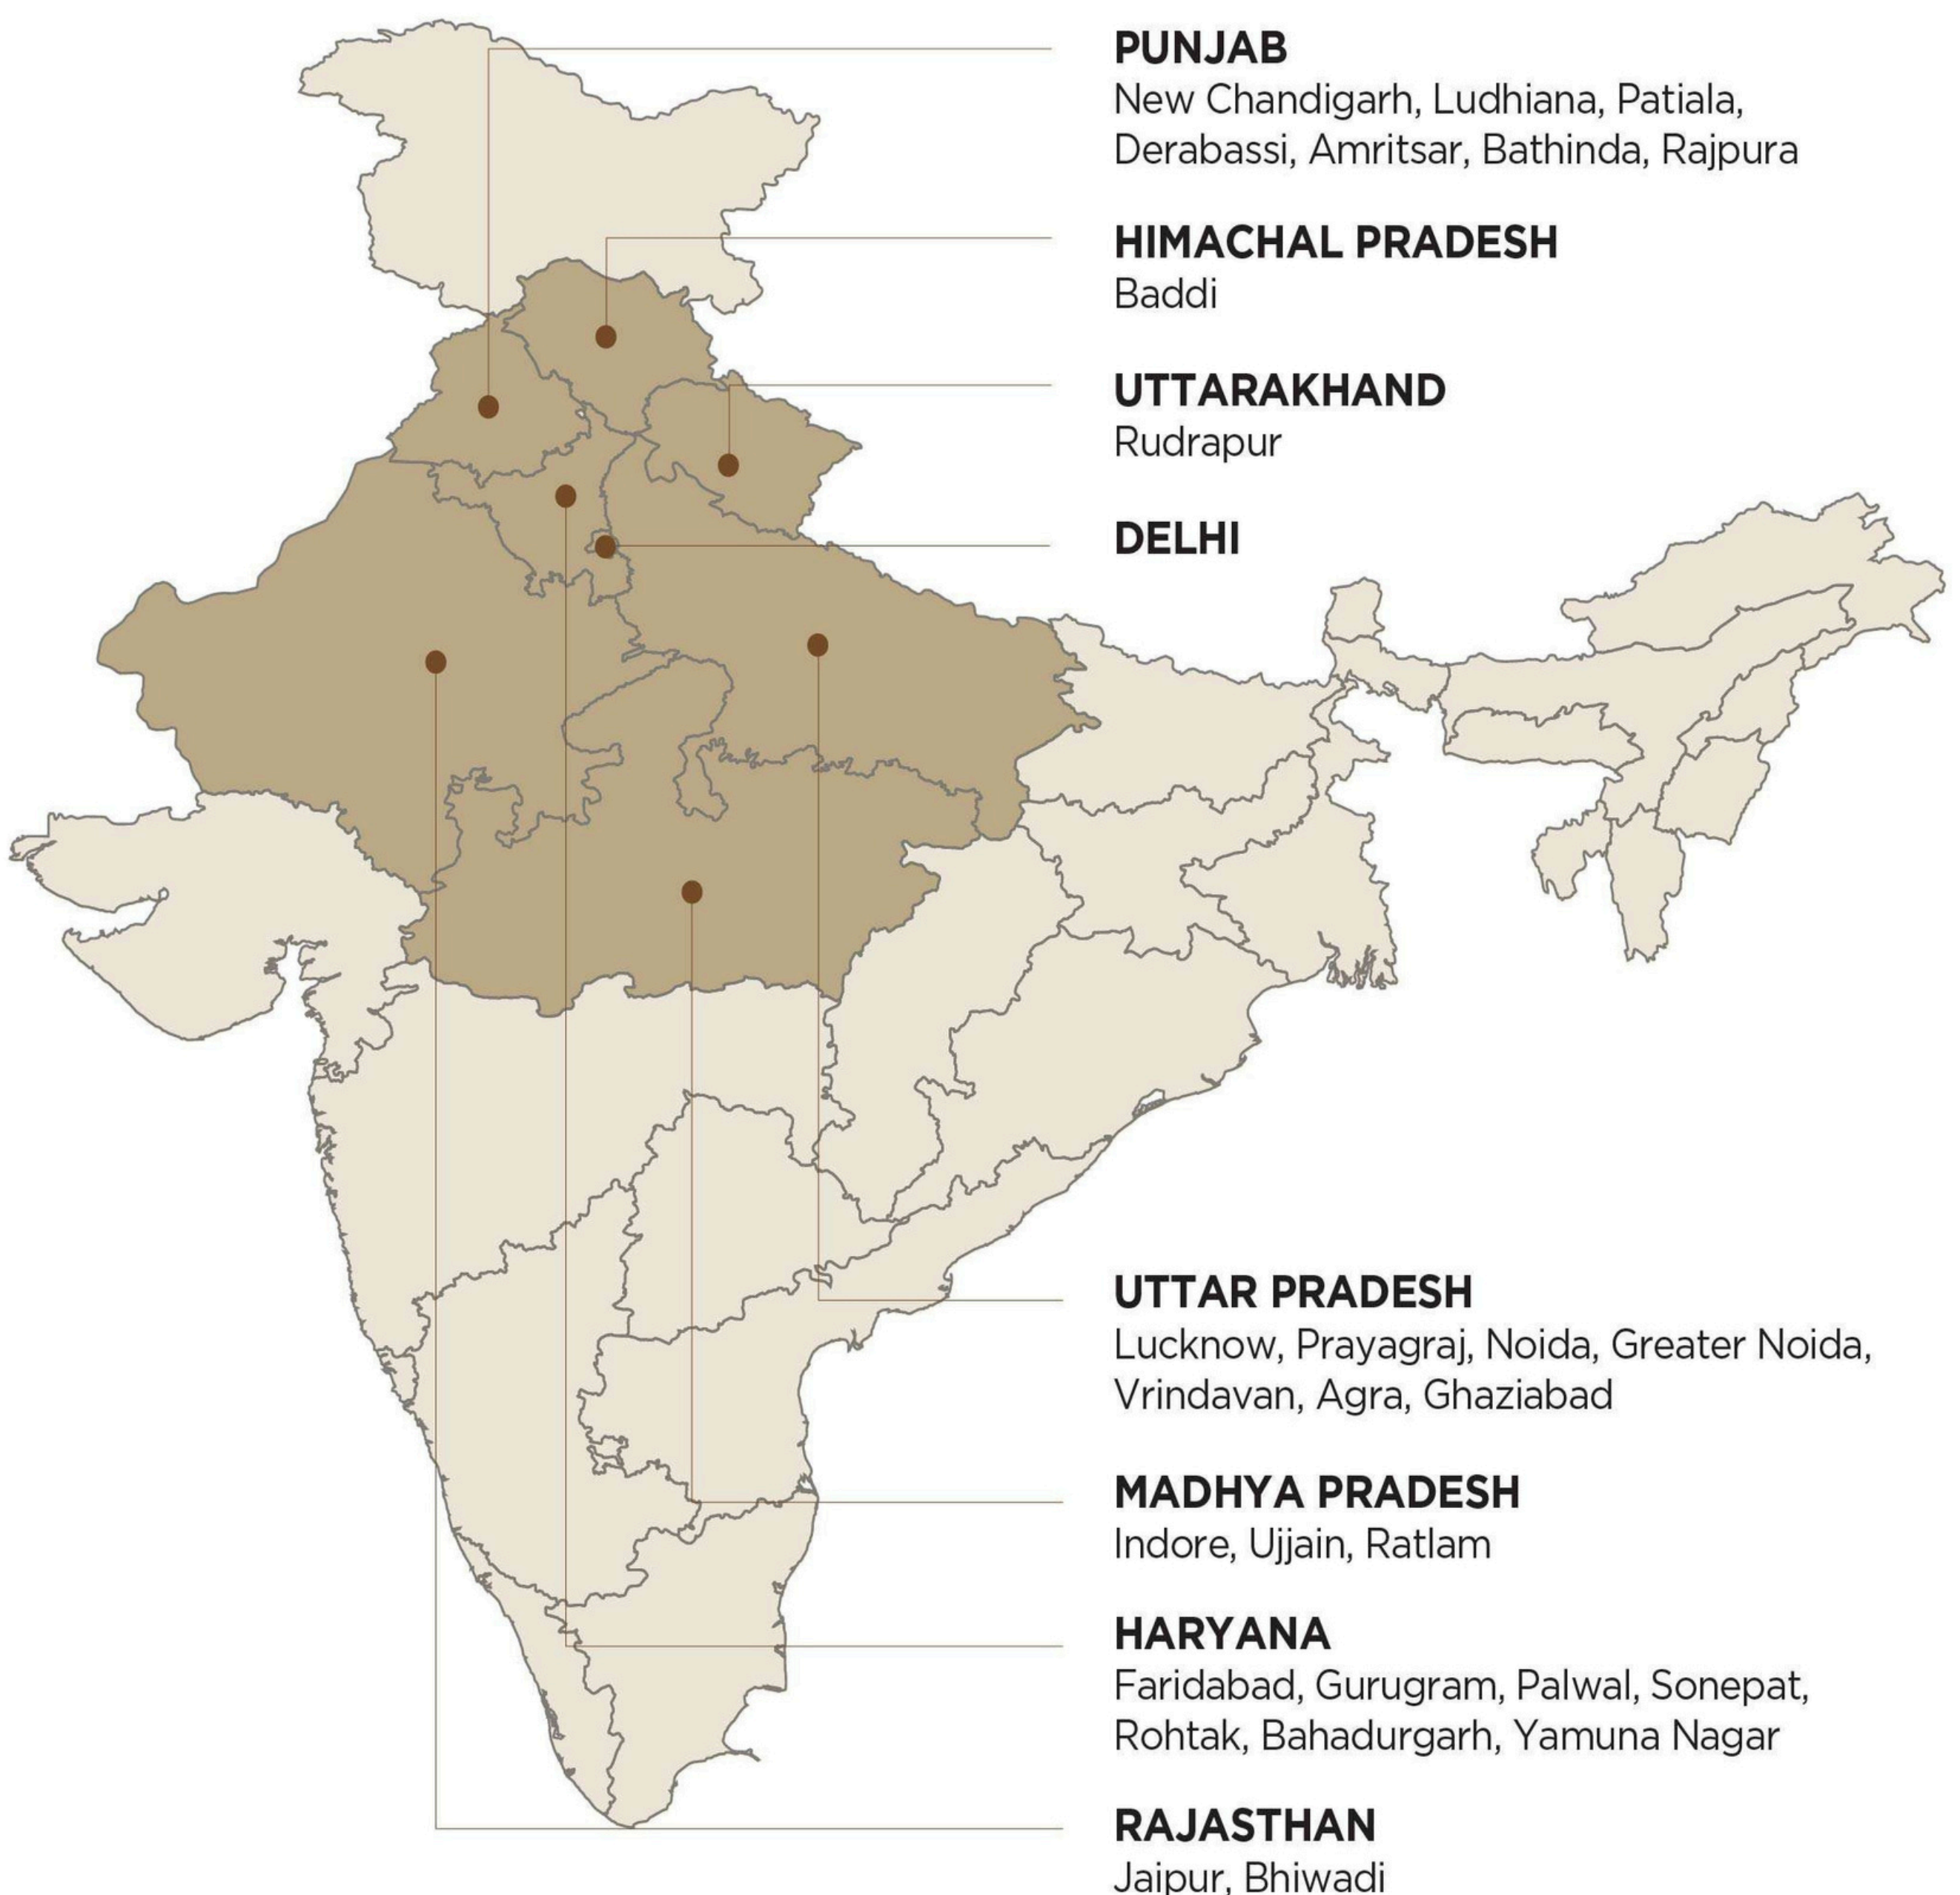 PUNJAB
New Chandigarh, Ludhiana, Patiala,
Derabassi, Amritsar, Bathinda, Rajpura
HIMACHAL PRADESH
Baddi
UTTARAKHAND
Rudrapur
DELHI
UTTAR PRADESH
Lucknow, Prayagraj, Noida, Greater Noida,
Vrindavan, Agra, Ghaziabad
MADHYA PRADESH
Indore, Ujjain, Ratlam
HARYANA
Faridabad, Gurugram, Palwal, Sonepat,
Rohtak, Bahadurgarh, Yamuna Nagar
RAJASTHAN
Jaipur, Bhiwadi